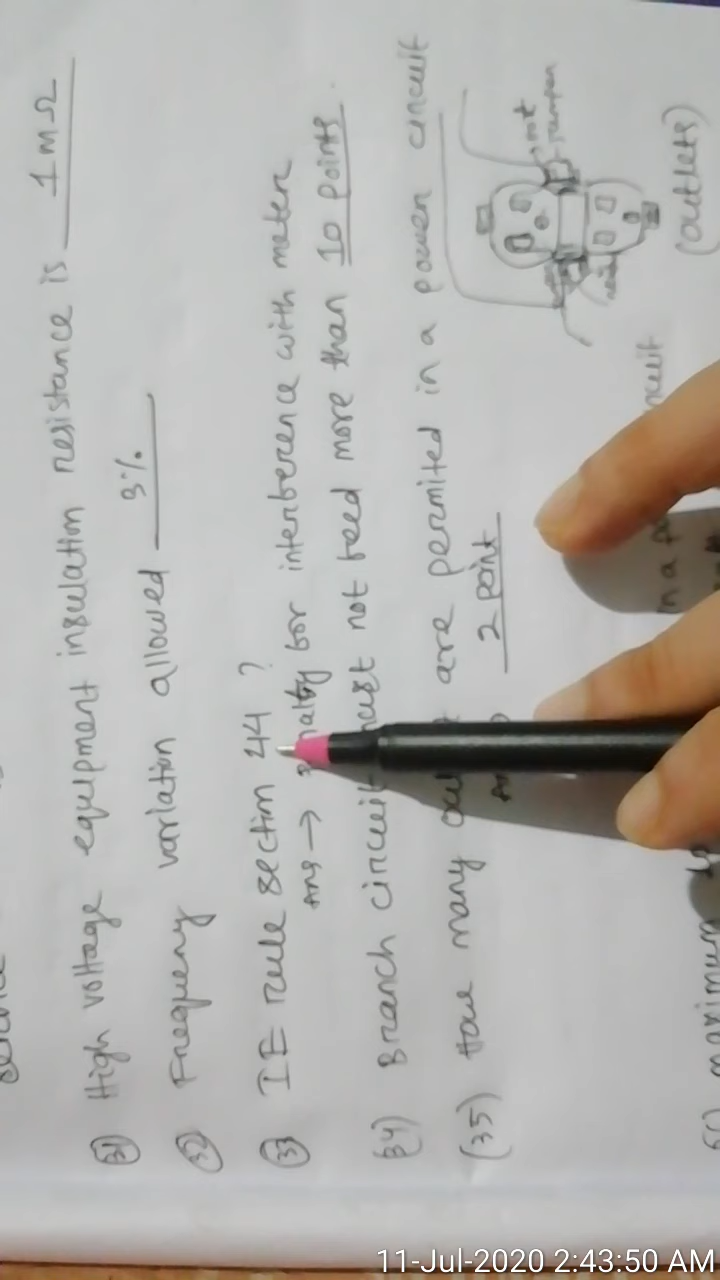 (31) High voltage equipment insulation resistance is 1 mΩ
(32) Frequency variation allowed 3%.
(33) IE rule section 44 ?
Ans → for interference with meter
(34) Branch circuit must not feed more than 10 points.
(35) How many are permited in a power circuit
2 point
(outlets)
in a
maximum
11-Jul-2020 2:43:50 AM